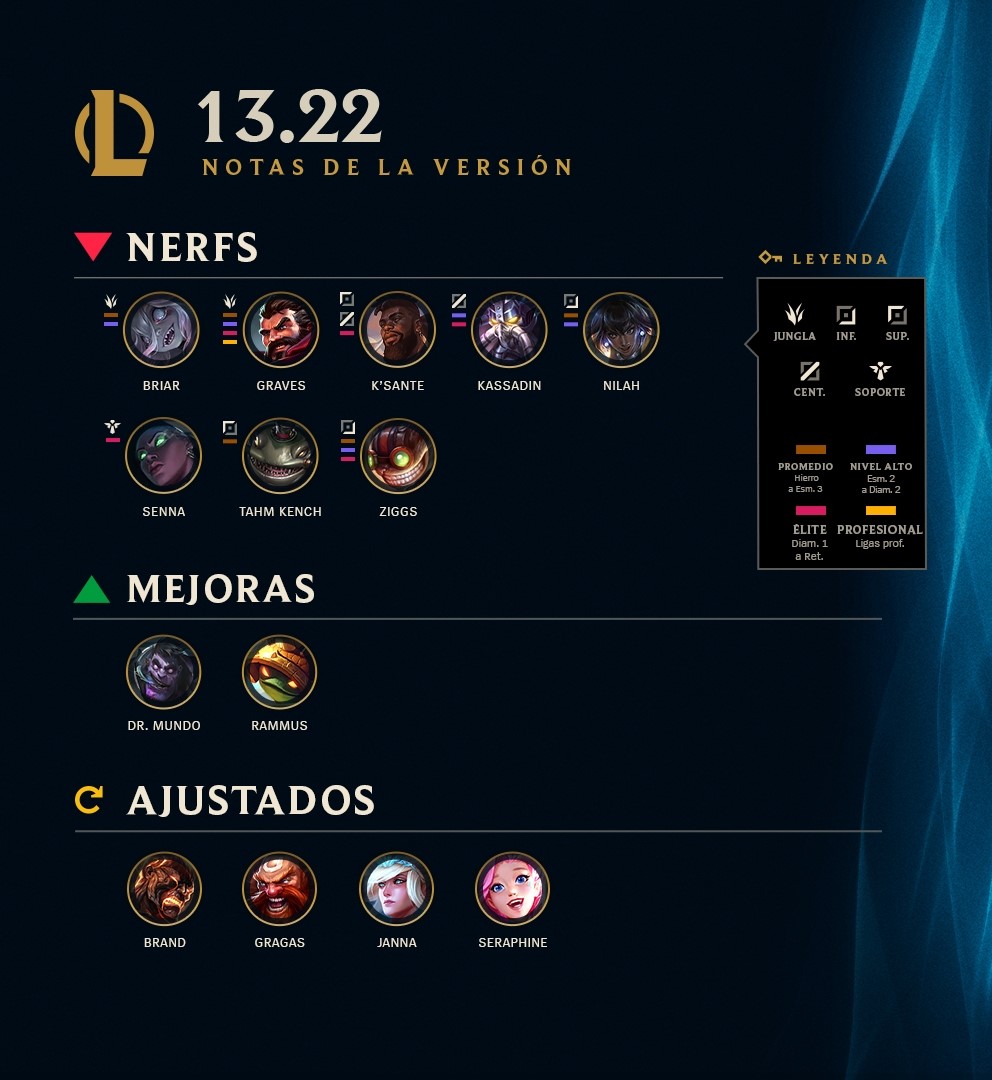 13.22
NOTAS DE LA VERSIÓN
NERFS
BRIAR
GRAVES
K'SANTE
KASSADIN
NILAH
SENNA
TAHM KENCH
ZIGGS
LEYENDA
JUNGLA
INF.
SUP.
CENT.
SOPORTE
PROMEDIO
Hierro
a Esm. 3
NIVEL ALTO
Esm. 2
a Diam. 2
ÉLITE
Diam. 1
a Ret.
PROFESIONAL
Ligas prof.
MEJORAS
DR. MUNDO
RAMMUS
AJUSTADOS
BRAND
GRAGAS
JANNA
SERAPHINE